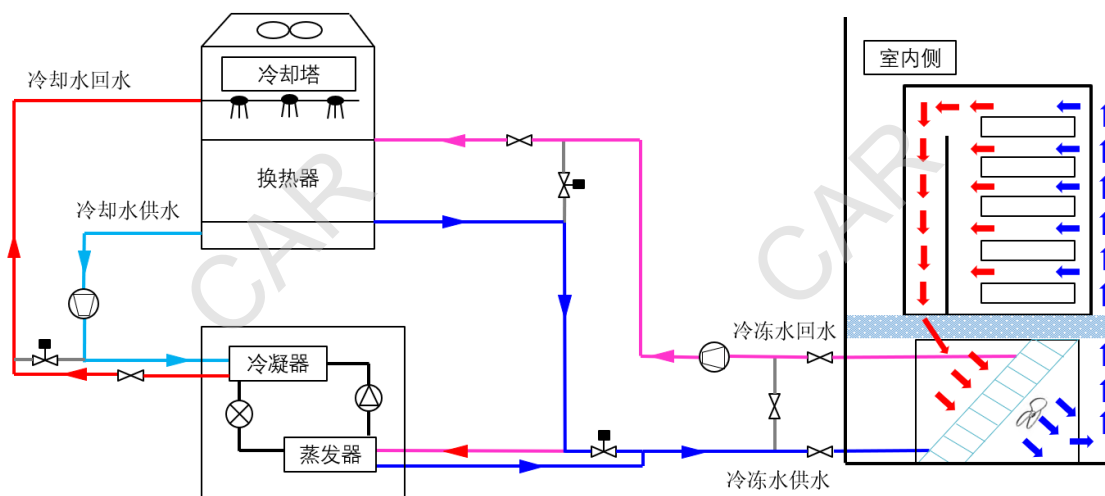 室内侧
冷却塔
冷却水回水
换热器
冷却水供水
冷冻水回水
冷凝器
蒸发器
冷冻水供水
CAR
CAR